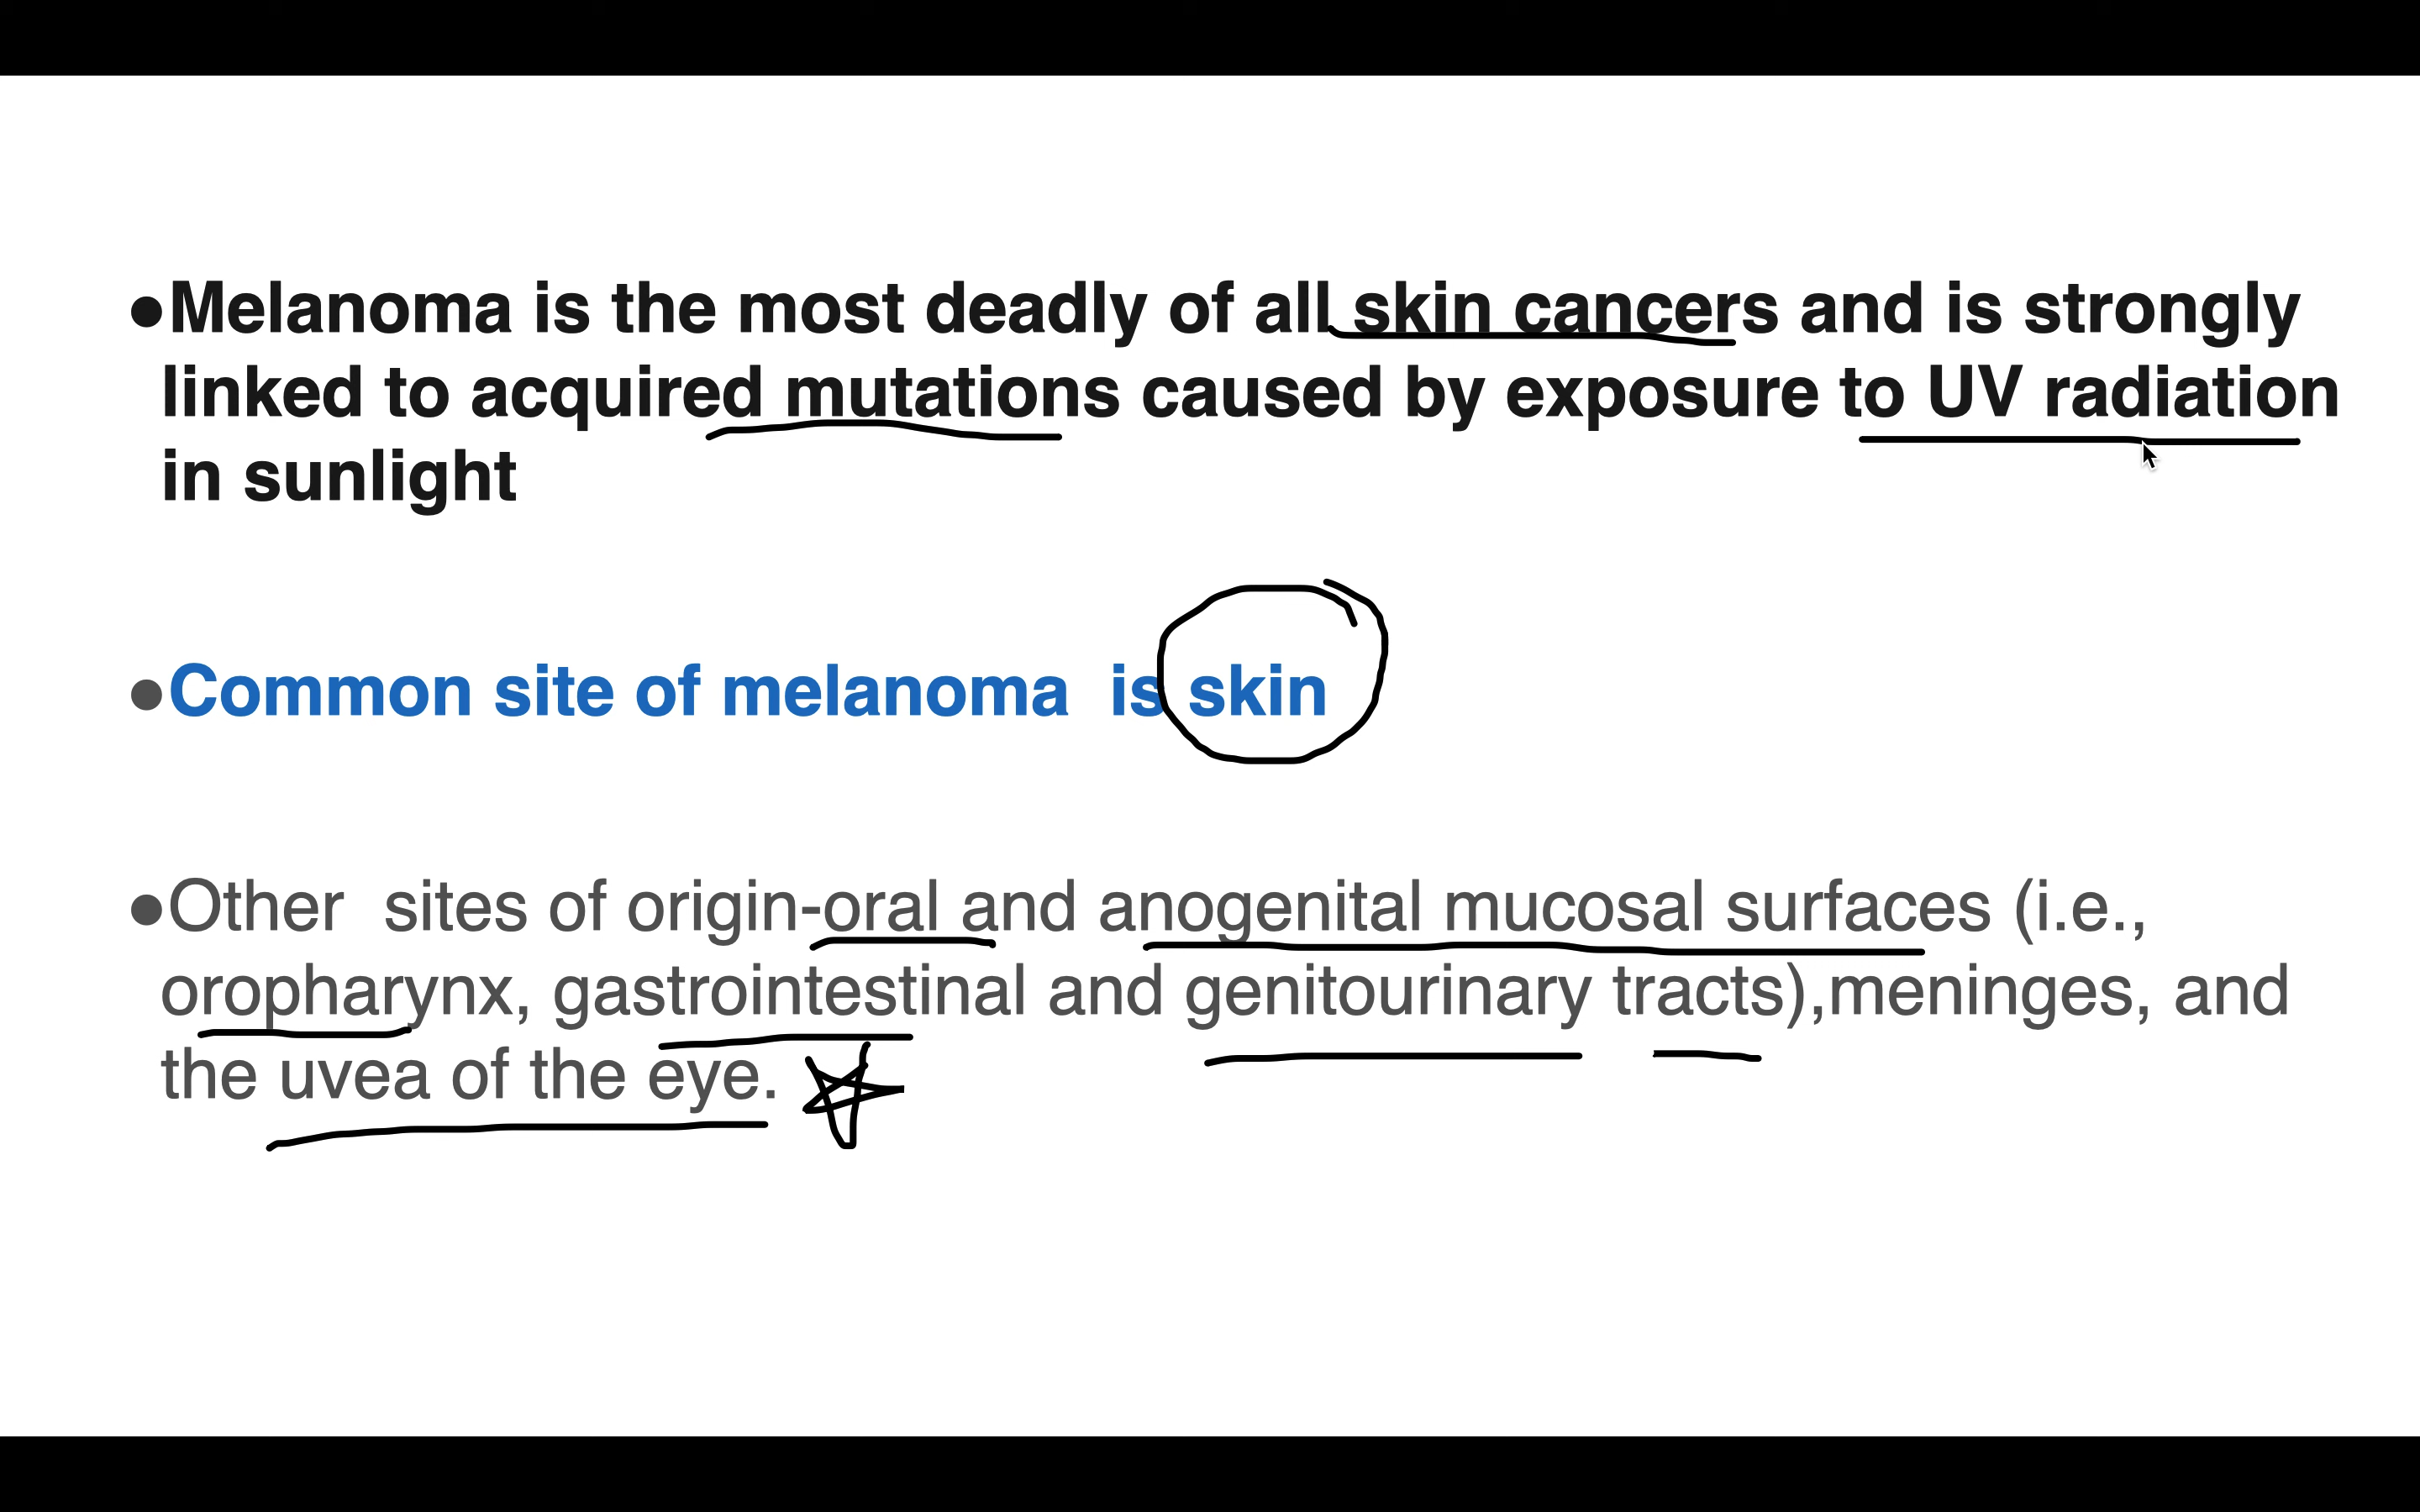 ●Melanoma is the most deadly of all skin cancers and is strongly
linked to acquired mutations caused by exposure to UV radiation
in sunlight
●Common site of melanoma  is skin
●Other  sites of origin-oral and anogenital mucosal surfaces (i.e.,
oropharynx, gastrointestinal and genitourinary tracts),meninges, and
the uvea of the eye.